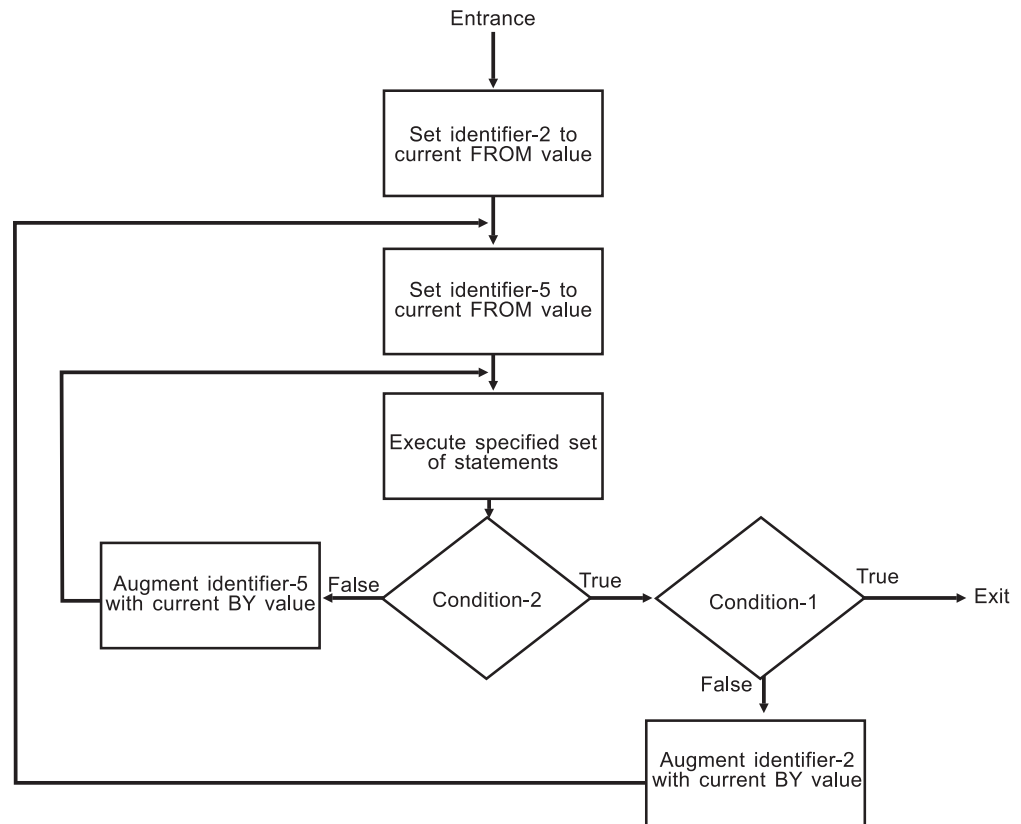 Entrance
Set identifier-2 to
current FROM value
Set identifier-5 to
current FROM value
Execute specified set
of statements
Augment identifier-5
with current BY value
False
Condition-2
True
Condition-1
True
Exit
False
Augment identifier-2
with current BY value